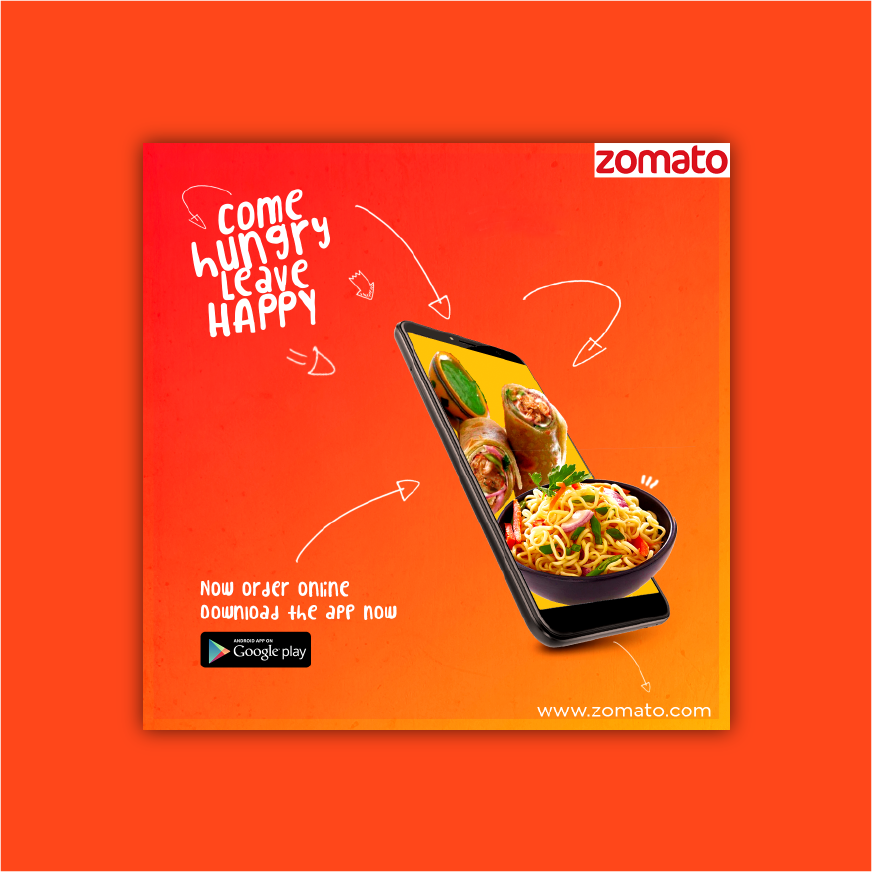 zomato
come
hungry
Leave
HAPPY
Now order online
Download the app now
ANDROID APP ON
Google play
www.zomato.com